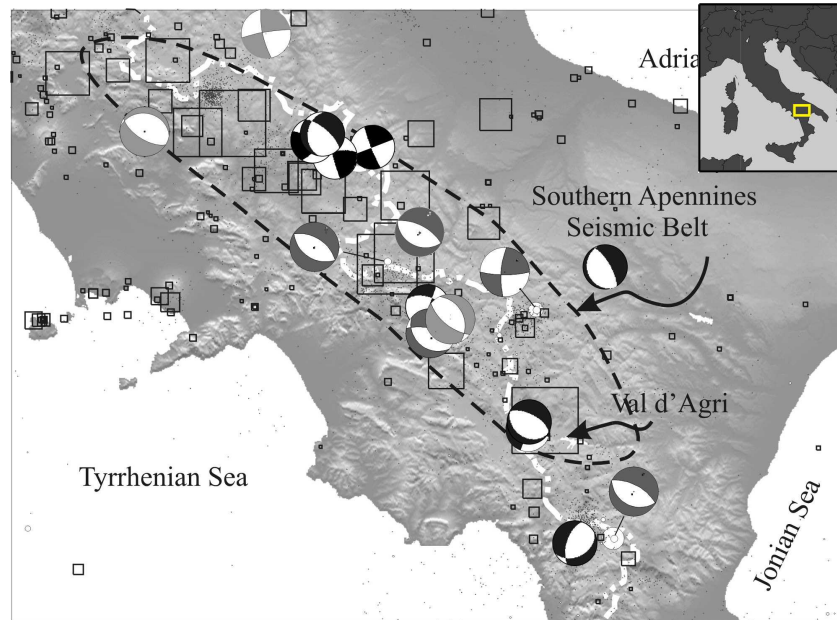 Adria
Southern Apennines
Seismic Belt
Val d'Agri
Tyrrhenian Sea
Jonian Sea